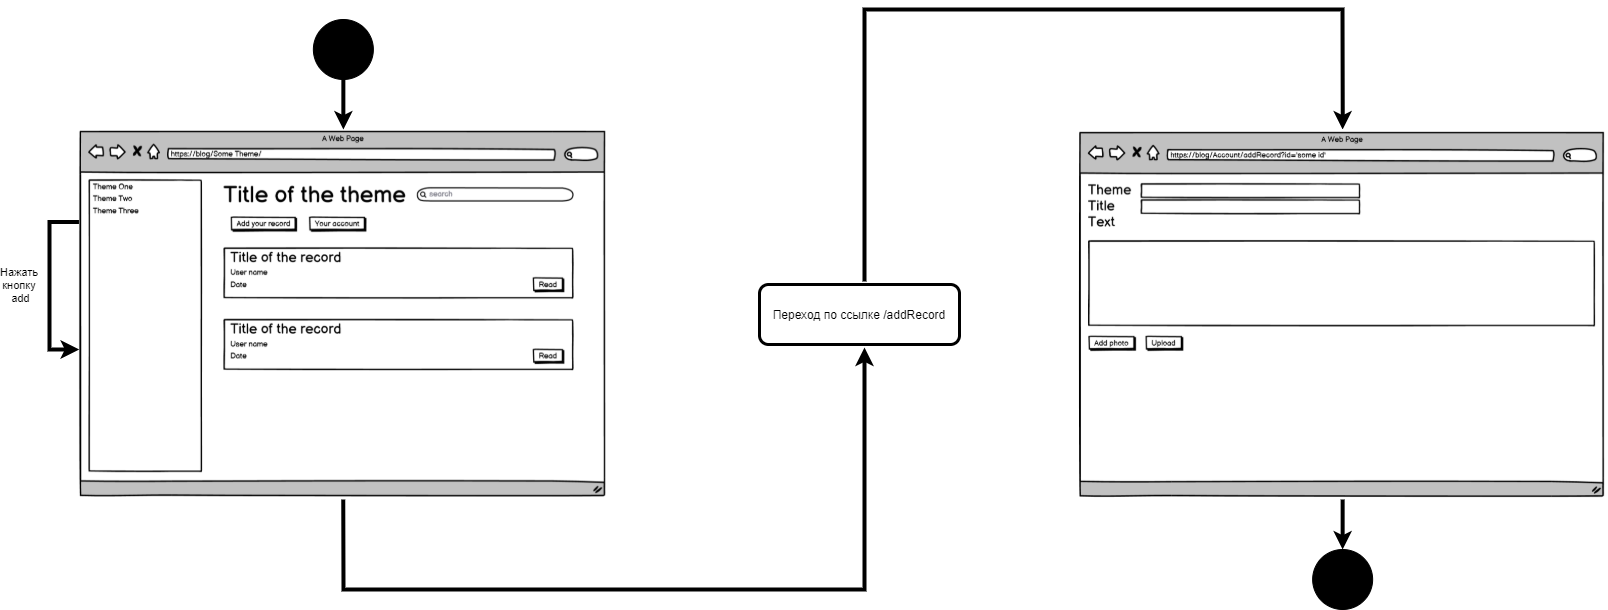 A Web Page
https://blog/Some Theme/
Theme One
Theme Two
Theme Three
Title of the theme
search
Add your record
Your account
Title of the record
User name
Date
Read
Title of the record
User name
Date
Read
Нажать
кнопку
add
Переход по ссылке /addRecord
A Web Page
https://blog/Account/addRecord?id='some id'
Theme
Title
Text
Add photo
Upload